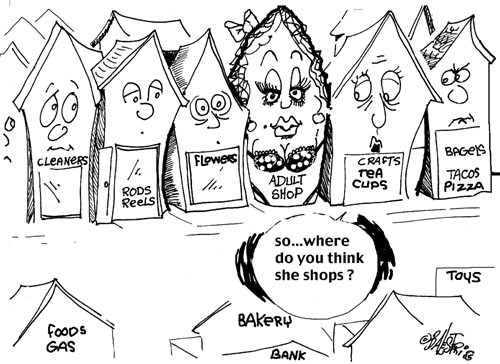 CLEANERS
RODS
REELS
FLOWERS
ADULT
SHOP
CRAFTS
TEA
CUPS
BAGELS
TACOS
PIZZA
so...where
do you think
she shops ?
FOODS
GAS
BAKERY
BANK
TOYS